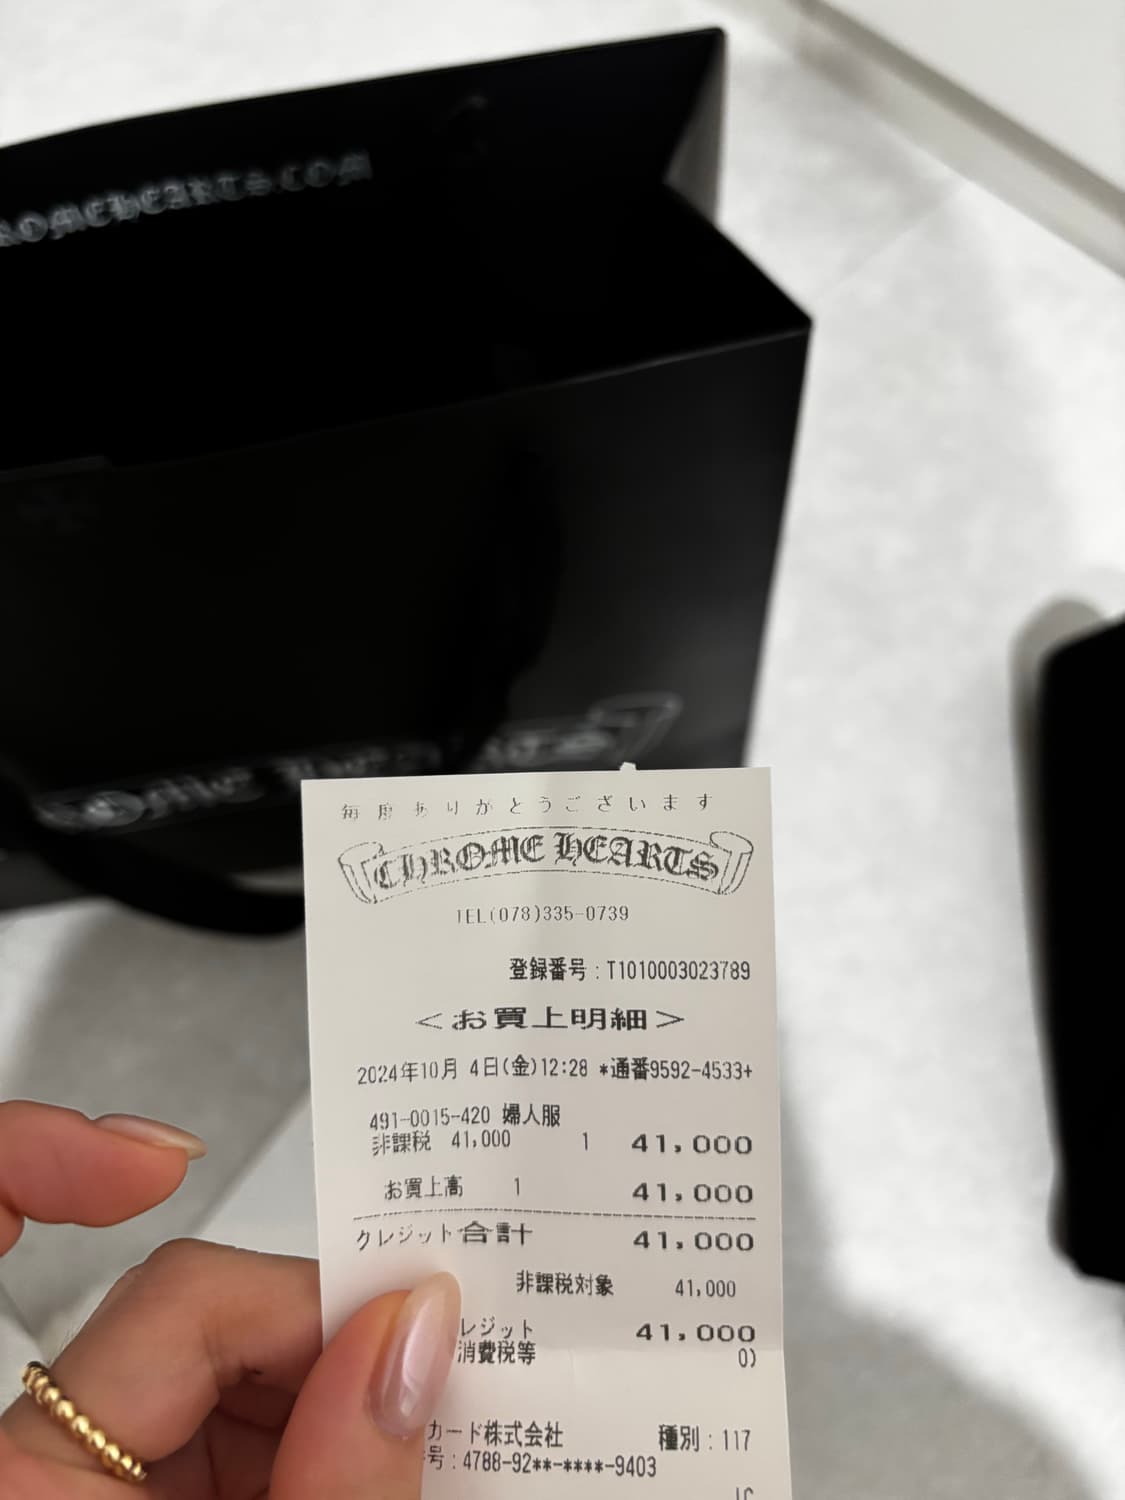 HEARTS.COM
毎度ありがとうございます
CHROME HEARTS
TEL(078)335-0739
登録番号:T1010003023789
<お買上明細>
2024年10月 4日(金)12:28 *通番9592-4533+
491-0015-420 婦人服
非課税 41,000 1 41,000
お買上高 1 41,000
クレジット合計 41,000
非課税対象 41,000
レジット 41,000
消費税等 0)
カード株式会社 種別:117
号:4788-92**-****-9403